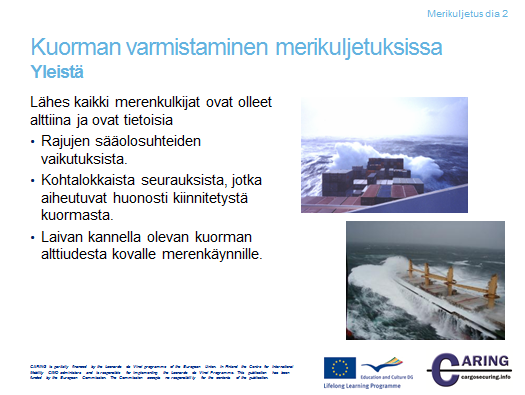 Merikuljetus dia 2
Kuorman varmistaminen merikuljetuksissa
Yleistä
Lähes kaikki merenkulkijat ovat olleet
alttiina ja ovat tietoisia
• Rajujen sääolosuhteiden
vaikutuksista.
• Kohtalokkaista seurauksista, jotka
aiheutuvat huonosti kiinnitetystä
kuormasta.
• Laivan kannella olevan kuorman
alttiudesta kovalle merenkäynnille.
CARING is partially financed by the Leonardo da Vinci programme of the European Union. In Finland the Centre for International
Mobility CIMO administers and is responsible for implementing the Leonardo da Vinci Programme. This publication has been
funded by the European Commission. The Commission accepts no responsibility for the contents of the publication.
Education and Culture DG
Lifelong Learning Programme
CARING
cargosecuring.info